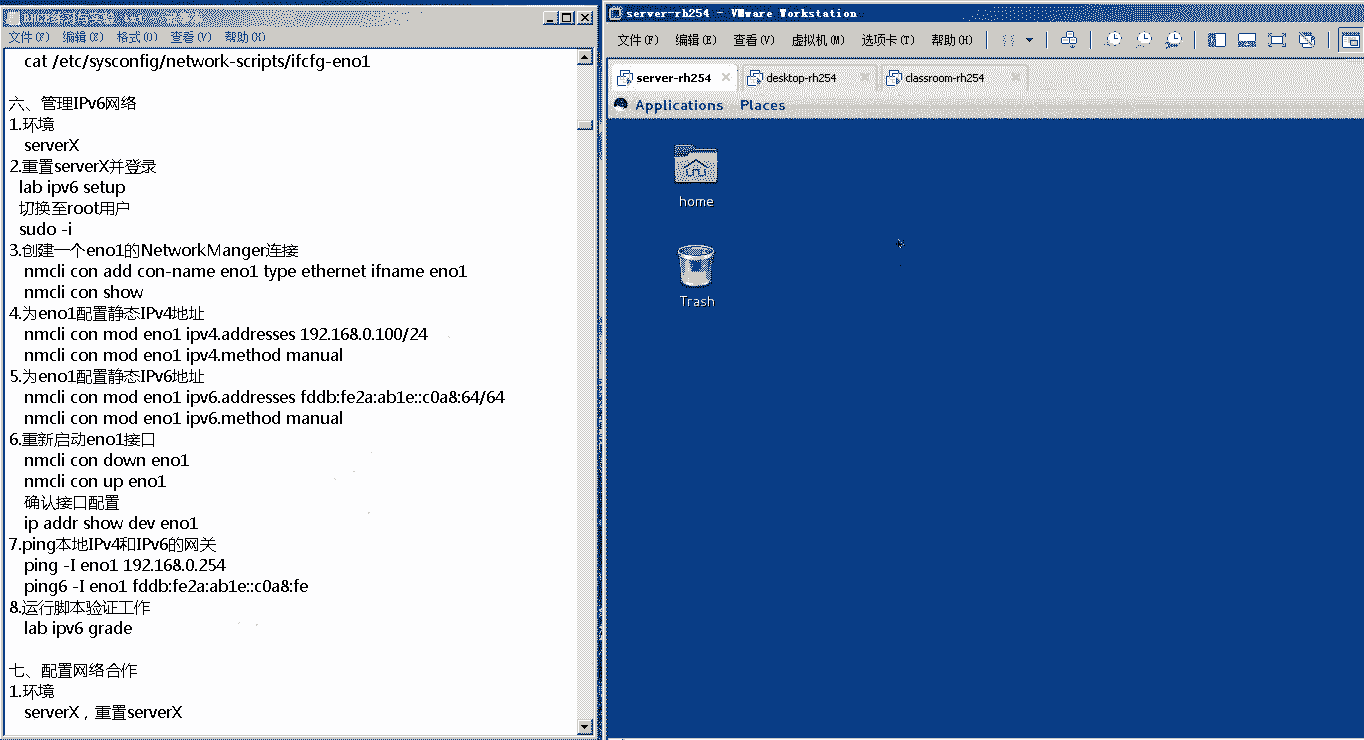 文件(F) 编辑(E) 格式(O) 查看(V) 帮助(H)
cat /etc/sysconfig/network-scripts/ifcfg-eno1
六、管理IPv6网络
1.环境
serverX
2.重置serverX并登录
lab ipv6 setup
切换至root用户
sudo -i
3.创建一个eno1的NetworkManger连接
nmcli con add con-name eno1 type ethernet ifname eno1
nmcli con show
4.为eno1配置静态IPv4地址
nmcli con mod eno1 ipv4.addresses 192.168.0.100/24
nmcli con mod eno1 ipv4.method manual
5.为eno1配置静态IPv6地址
nmcli con mod eno1 ipv6.addresses fddb:fe2a:ab1e::c0a8:64/64
nmcli con mod eno1 ipv6.method manual
6.重新启动eno1接口
nmcli con down eno1
nmcli con up eno1
确认接口配置
ip addr show dev eno1
7.ping本地IPv4和IPv6的网关
ping -I eno1 192.168.0.254
ping6 -I eno1 fddb:fe2a:ab1e::c0a8:fe
8.运行脚本验证工作
lab ipv6 grade
七、配置网络合作
1.环境
serverX，重置serverX
server-rh254 - VMware Workstation
文件(F) 编辑(E) 查看(V) 虚拟机(M) 选项卡(T) 帮助(H)
server-rh254 desktop-rh254 classroom-rh254
Applications Places
home
Trash